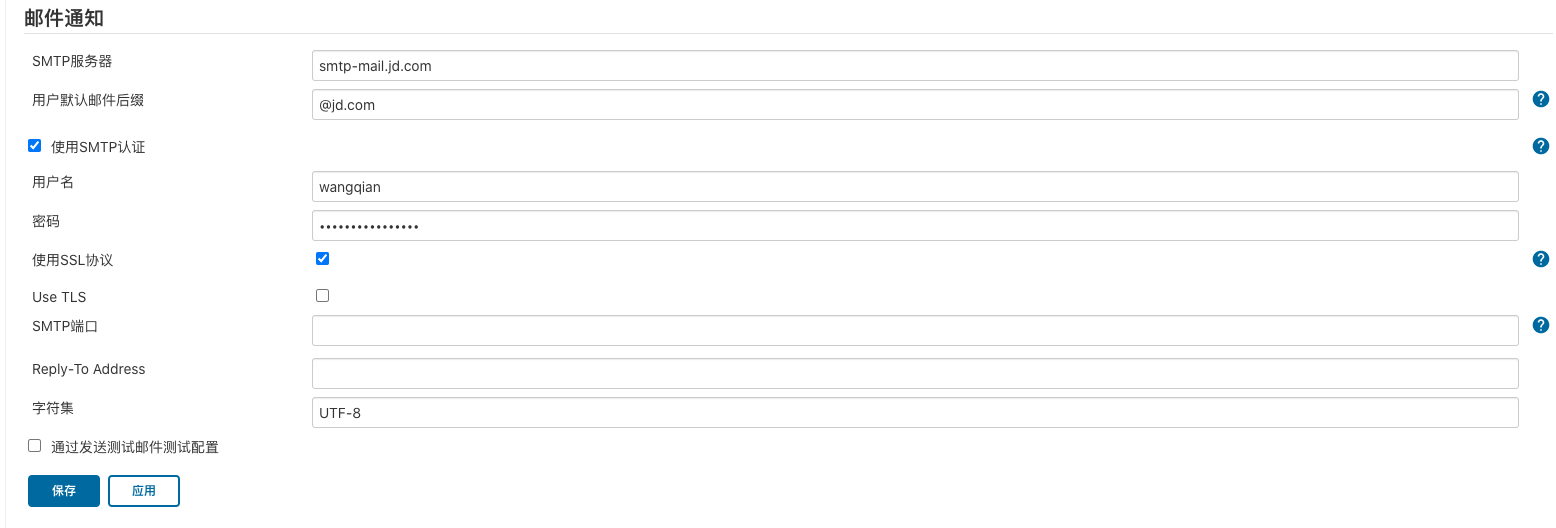 邮件通知
SMTP服务器
smtp-mail.jd.com
用户默认邮件后缀
@jd.com
?
使用SMTP认证
?
用户名
wangqian
密码
••••••••••••••••
使用SSL协议
?
Use TLS
SMTP端口
?
Reply-To Address
字符集
UTF-8
通过发送测试邮件测试配置
保存
应用